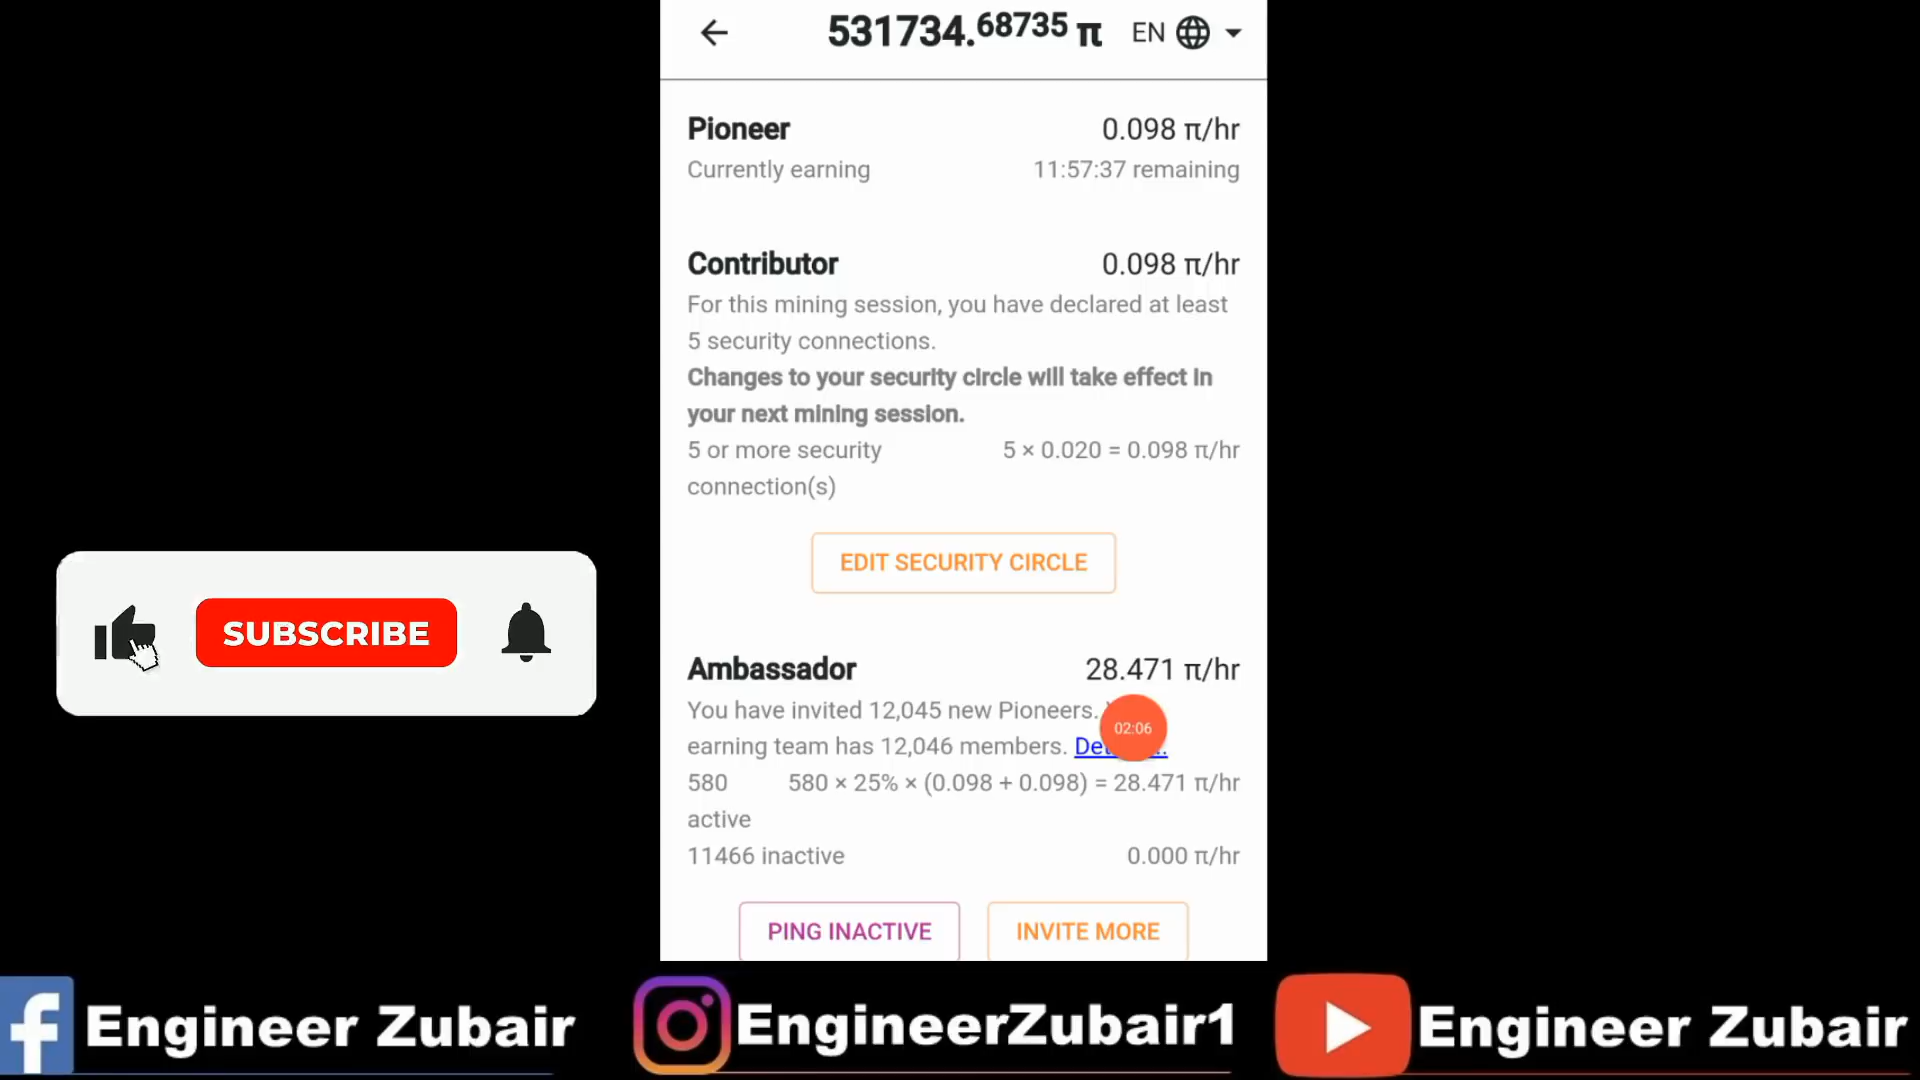 531734.68735 π EN
Pioneer 0.098 π/hr
Currently earning 11:57:37 remaining
Contributor 0.098 π/hr
For this mining session, you have declared at least
5 security connections.
Changes to your security circle will take effect in
your next mining session.
5 or more security 5 × 0.020 = 0.098 π/hr
connection(s)
EDIT SECURITY CIRCLE
SUBSCRIBE
Ambassador 28.471 π/hr
You have invited 12,045 new Pioneers.
02:06
earning team has 12,046 members.
580 580 × 25% × (0.098 + 0.098) = 28.471 π/hr
active
11466 inactive 0.000 π/hr
PING INACTIVE INVITE MORE
Engineer Zubair EngineerZubair1 Engineer Zubair